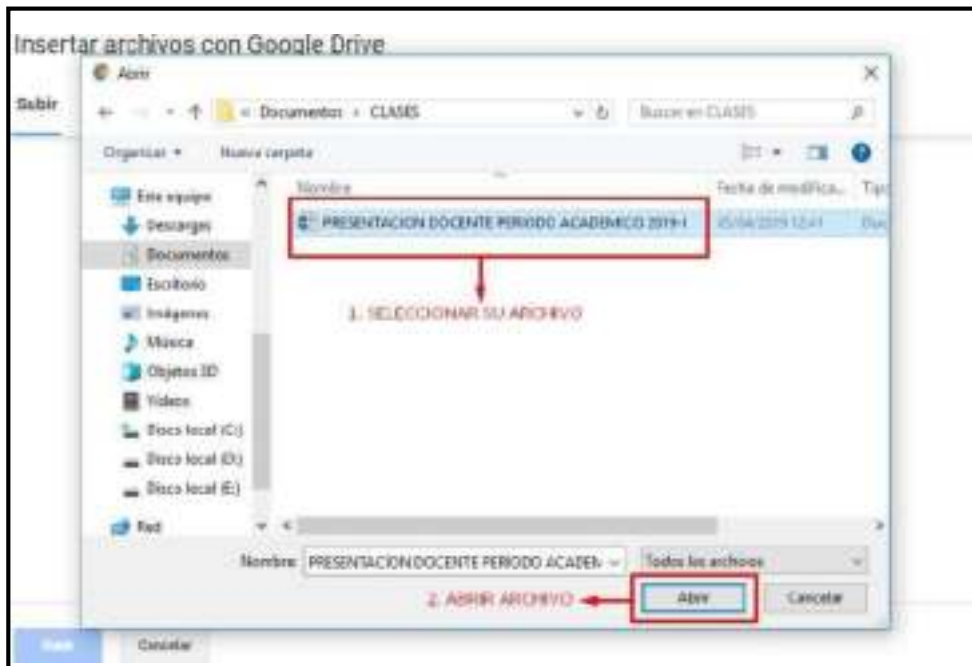 Insertar archivos con Google Drive
Abrir
Subir
« Documentos › CLASES
Buscar en CLASES
Organizar
Nueva carpeta
Nombre
Fecha de modifica...
Tipo
Este equipo
Descargas
Documentos
Escritorio
Imágenes
Música
Objetos 3D
Videos
Disco local (C:)
Disco local (D:)
Disco local (E:)
Red
PRESENTACION DOCENTE PERIODO ACADEMICO 2019-I
1. SELECCIONAR SU ARCHIVO
Nombre: PRESENTACION DOCENTE PERIODO ACADEM
Todos los archivos
2. ABRIR ARCHIVO
Abrir
Cancelar
Cancelar